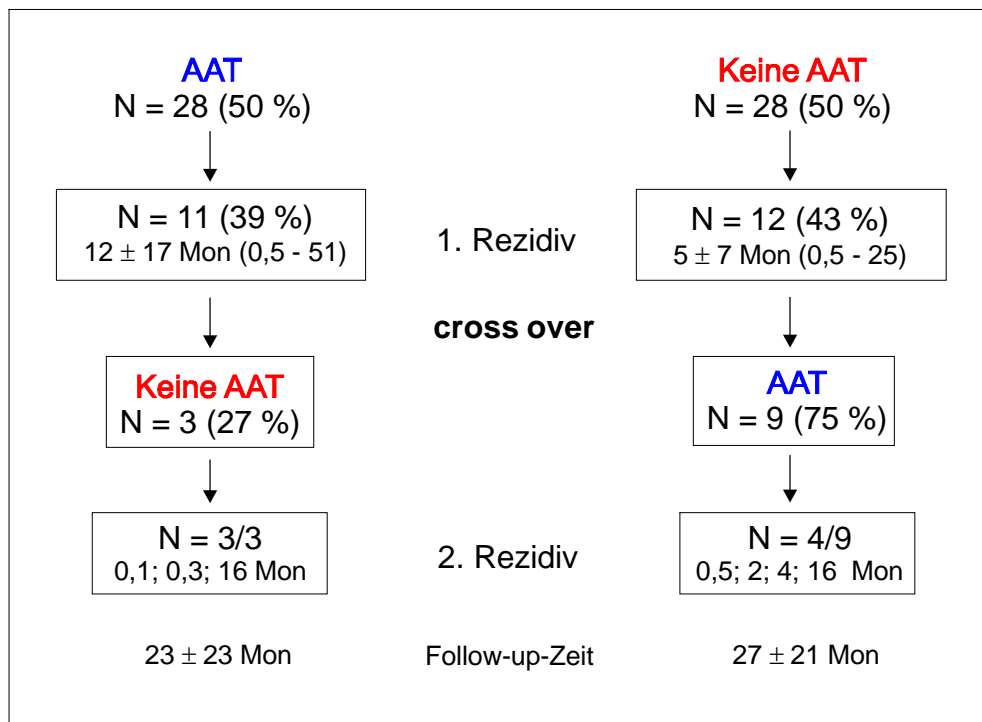 AAT
N = 28 (50 %)
Keine AAT
N = 28 (50 %)
N = 11 (39 %)
12 ± 17 Mon (0,5 - 51)
1. Rezidiv
N = 12 (43 %)
5 ± 7 Mon (0,5 - 25)
cross over
Keine AAT
N = 3 (27 %)
AAT
N = 9 (75 %)
N = 3/3
0,1; 0,3; 16 Mon
2. Rezidiv
N = 4/9
0,5; 2; 4; 16 Mon
23 ± 23 Mon
Follow-up-Zeit
27 ± 21 Mon